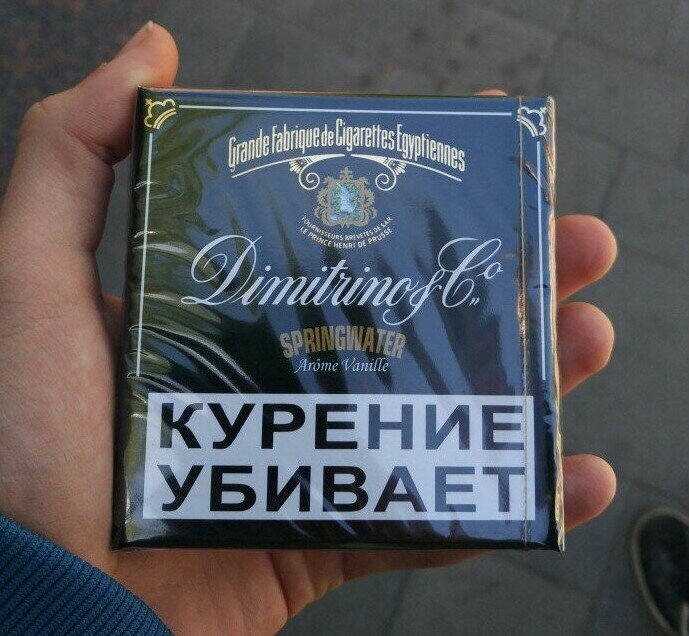 Grande Fabrique de Cigarettes Egyptiennes
FOURNISSEURS BREVETES DE S.A.R
LE PRINCE HENRI DE PRUSSE
Dimitrino & Co
SPRINGWATER
Arôme Vanille
КУРЕНИЕ
УБИВАЕТ